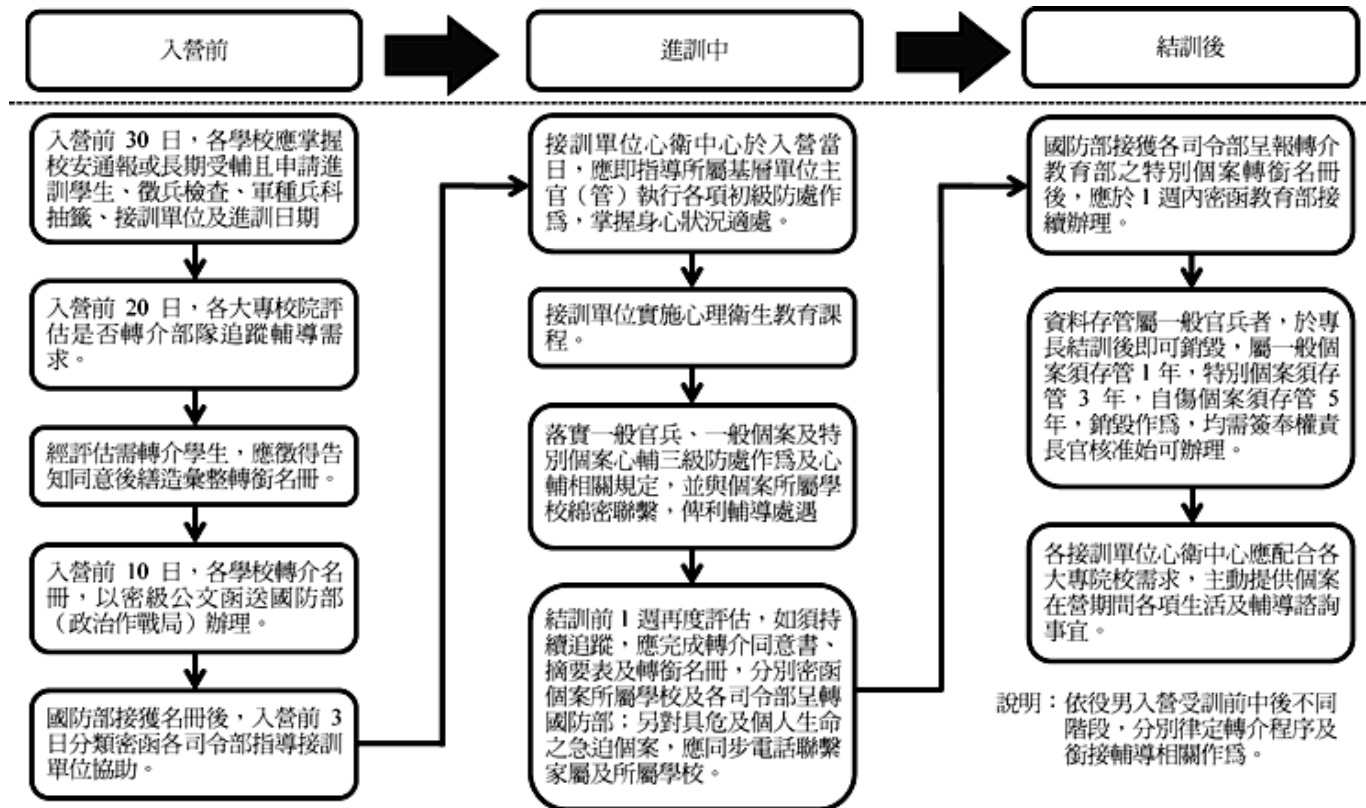 入營前
進訓中
結訓後
入營前 30 日，各學校應掌握
校安通報或長期受輔且申請進
訓學生、徵兵檢查、軍種兵科
抽籤、接訓單位及進訓日期
入營前 20 日，各大專校院評
估是否轉介部隊追蹤輔導需
求。
經評估需轉介學生，應徵得告
知同意後繕造彙整轉銜名冊。
入營前 10 日，各學校轉介名
冊，以密級公文函送國防部
（政治作戰局）辦理。
國防部接獲名冊後，入營前 3
日分類密函各司令部指導接訓
單位協助。
接訓單位心衛中心於入營當
日，應即指導所屬基層單位主
官（管）執行各項初級防處作
為，掌握身心狀況適處。
接訓單位實施心理衛生教育課
程。
落實一般官兵、一般個案及特
別個案心輔三級防處作為及心
輔相關規定，並與個案所屬學
校綿密聯繫，俾利輔導處遇
結訓前 1 週再度評估，如須持
續追蹤，應完成轉介同意書、
摘要表及轉銜名冊，分別密函
個案所屬學校及各司令部呈轉
國防部；另對具危及個人生命
之急迫個案，應同步電話聯繫
家屬及所屬學校。
國防部接獲各司令部呈報轉介
教育部之特別個案轉銜名冊
後，應於 1 週內密函教育部接
續辦理。
資料存管屬一般官兵者，於專
長結訓後即可銷毀，屬一般個
案須存管 1 年，特別個案須存
管 3 年，自傷個案須存管 5
年，銷毀作為，均需簽奉權責
長官核准始可辦理。
各接訓單位心衛中心應配合各
大專院校需求，主動提供個案
在營期間各項生活及輔導諮詢
事宜。
說明：依役男入營受訓前中後不同
階段，分別律定轉介程序及
銜接輔導相關作為。